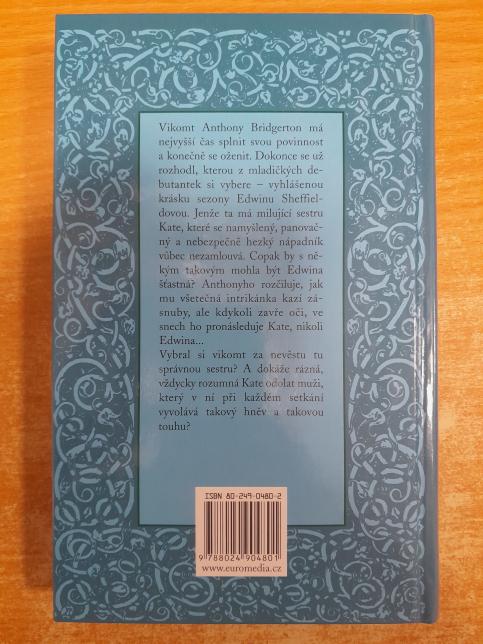 Vikomt Anthony Bridgerton má
nejvyšší čas splnit svou povinnost
a konečně se oženit. Dokonce se už
rozhodl, kterou z mladičkých de-
butantek si vybere – vyhlášenou
krásku sezony Edwinu Sheffiel-
dovou. Jenže ta má milující sestru
Kate, které se namyšlený, panovač-
ný a nebezpečně hezký nápadník
vůbec nezamlouvá. Copak by s ně-
kým takovým mohla být Edwina
šťastná? Anthonyho rozčiluje, jak
mu všetečná intrikánka kazí zá-
snuby, ale kdykoli zavře oči, ve
snech ho pronásleduje Kate, nikoli
Edwina...
Vybral si vikomt za nevěstu tu
správnou sestru? A dokáže rázná,
vždycky rozumná Kate odolat muži,
který v ní při každém setkání
vyvolává takový hněv a takovou
touhu?
ISBN 80-249-0480-2
9 788024 904801
www.euromedia.cz